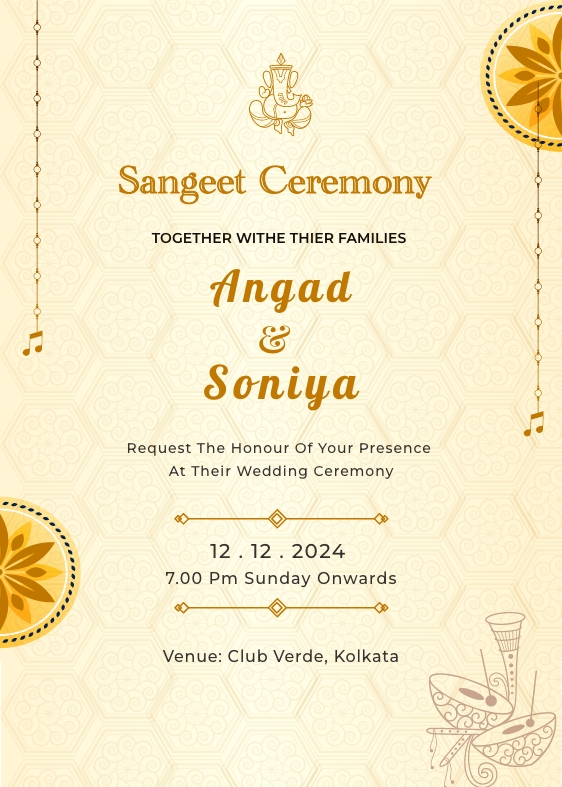 Sangeet Ceremony
TOGETHER WITHE THIER FAMILIES
Angad
&
Soniya
Request The Honour Of Your Presence
At Their Wedding Ceremony
12 . 12 . 2024
7.00 Pm Sunday Onwards
Venue: Club Verde, Kolkata